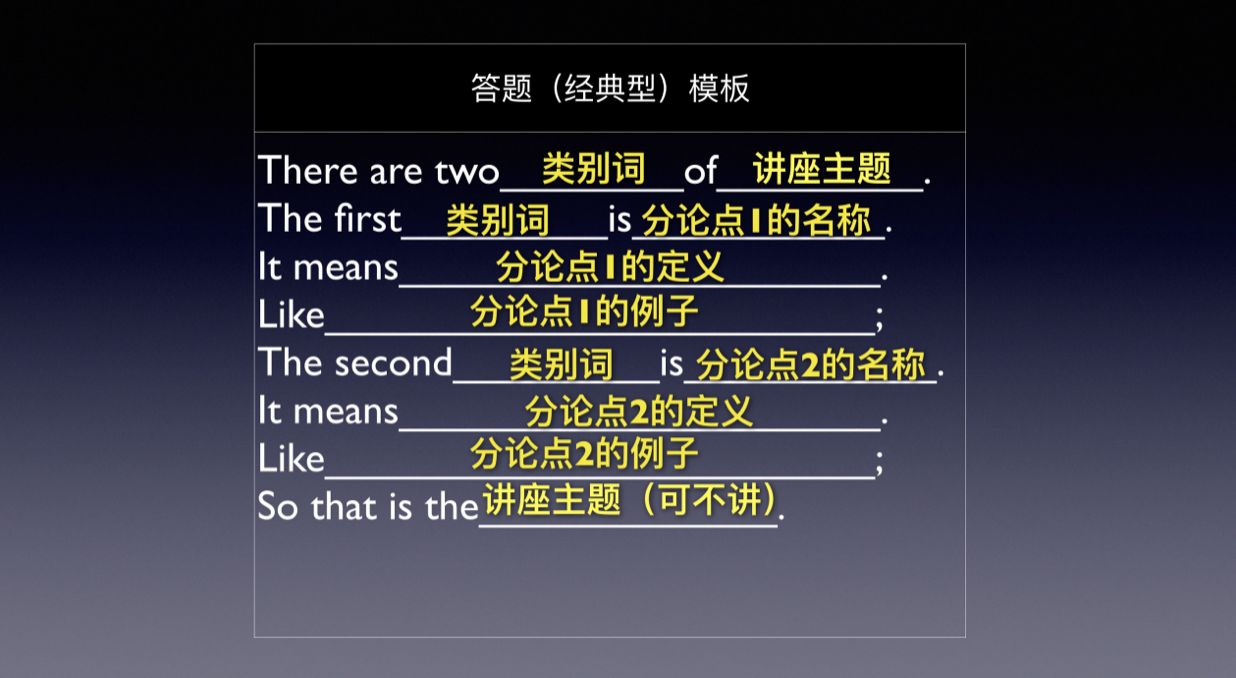 答题（经典型）模板
There are two 类别词 of 讲座主题.
The first 类别词 is 分论点1的名称.
It means 分论点1的定义.
Like 分论点1的例子;
The second 类别词 is 分论点2的名称.
It means 分论点2的定义.
Like 分论点2的例子;
So that is the 讲座主题（可不讲）.